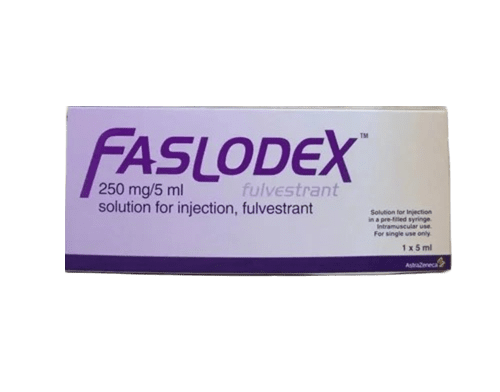 FASLODEX™
fulvestrant
250 mg/5 ml
solution for injection, fulvestrant
Solution for Injection
in a pre-filled syringe.
Intramuscular use.
For single use only.
1 x 5 ml
AstraZeneca